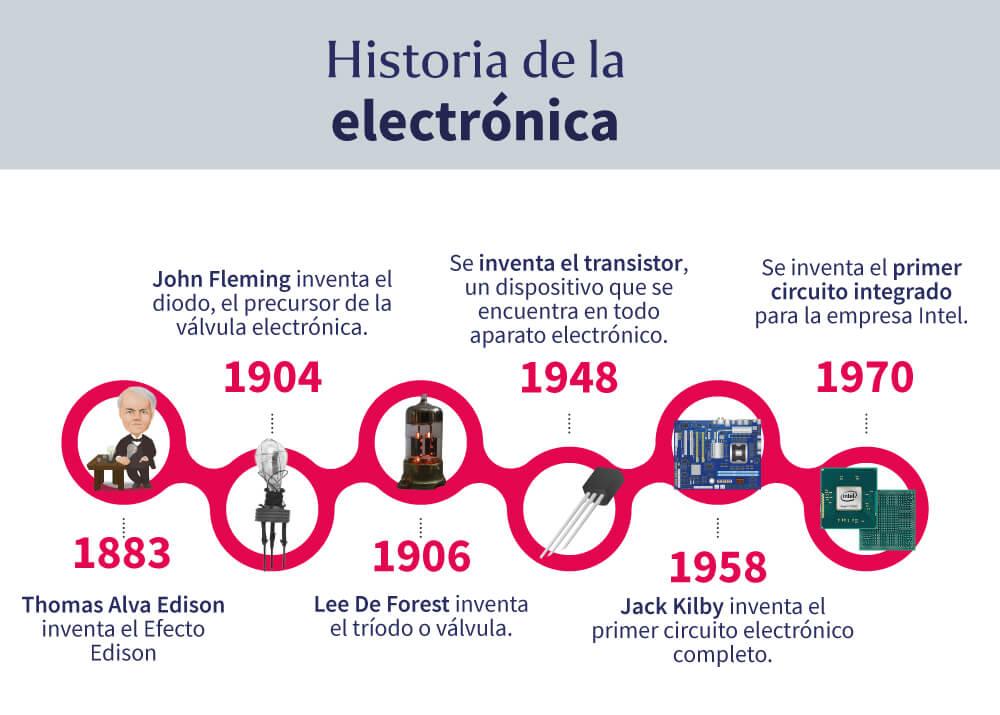 Historia de la
electrónica
1883
Thomas Alva Edison
inventa el Efecto
Edison
John Fleming inventa el
diodo, el precursor de la
válvula electrónica.
1904
1906
Lee De Forest inventa
el tríodo o válvula.
Se inventa el transistor,
un dispositivo que se
encuentra en todo
aparato electrónico.
1948
1958
Jack Kilby inventa el
primer circuito electrónico
completo.
Se inventa el primer
circuito integrado
para la empresa Intel.
1970
intel